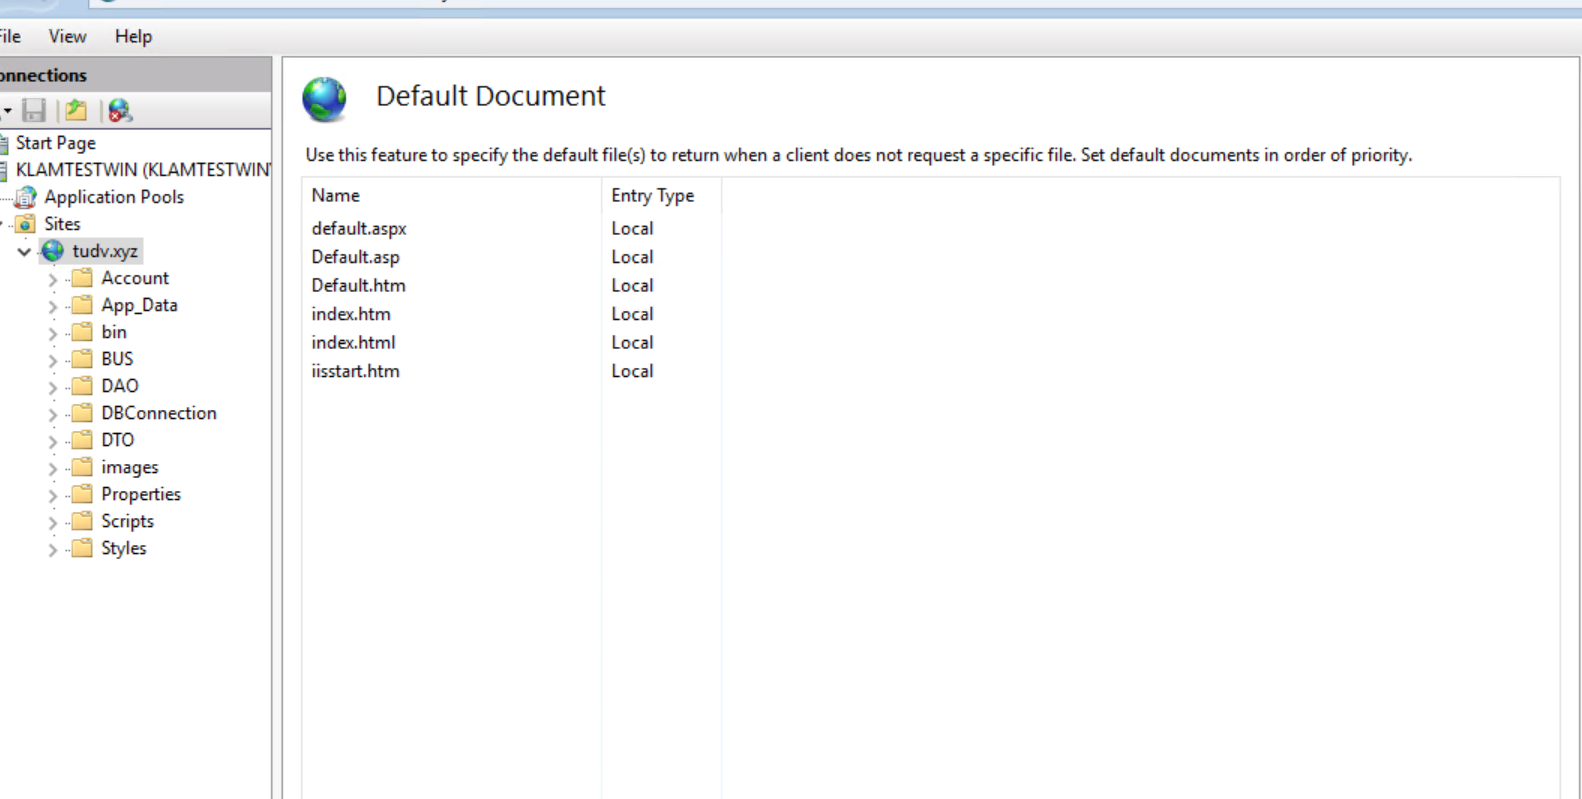 File View Help
Connections
Start Page
KLAMTESTWIN (KLAMTESTWIN
Application Pools
Sites
tudv.xyz
Account
App_Data
bin
BUS
DAO
DBConnection
DTO
images
Properties
Scripts
Styles
Default Document
Use this feature to specify the default file(s) to return when a client does not request a specific file. Set default documents in order of priority.
Name Entry Type
default.aspx Local
Default.asp Local
Default.htm Local
index.htm Local
index.html Local
iisstart.htm Local